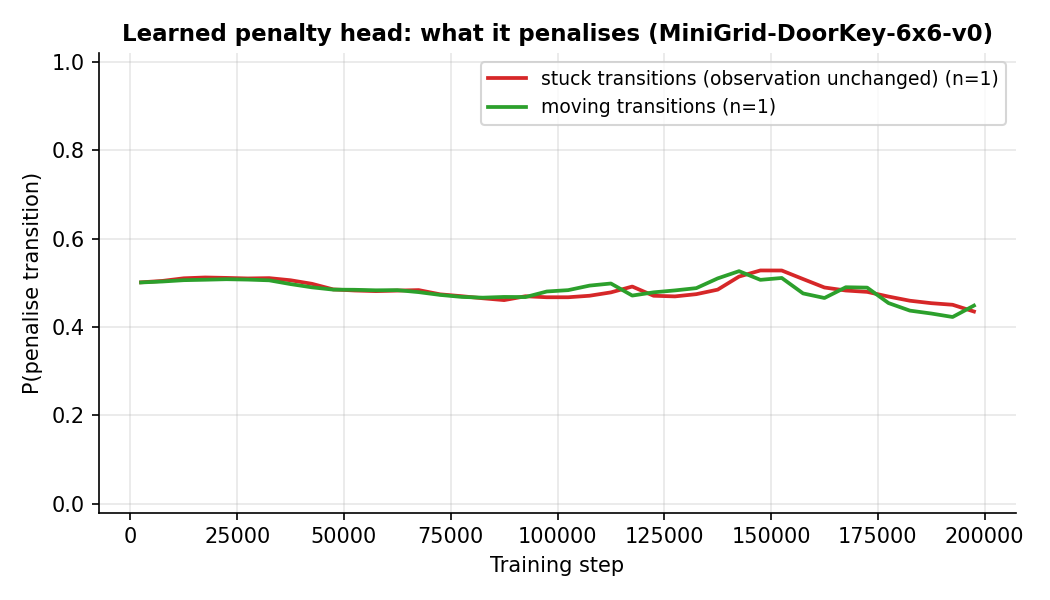 Learned penalty head: what it penalises (MiniGrid-DoorKey-6x6-v0)
stuck transitions (observation unchanged) (n=1)
moving transitions (n=1)
P(penalise transition)
1.0
0.8
0.6
0.4
0.2
0.0
0 25000 50000 75000 100000 125000 150000 175000 200000
Training step